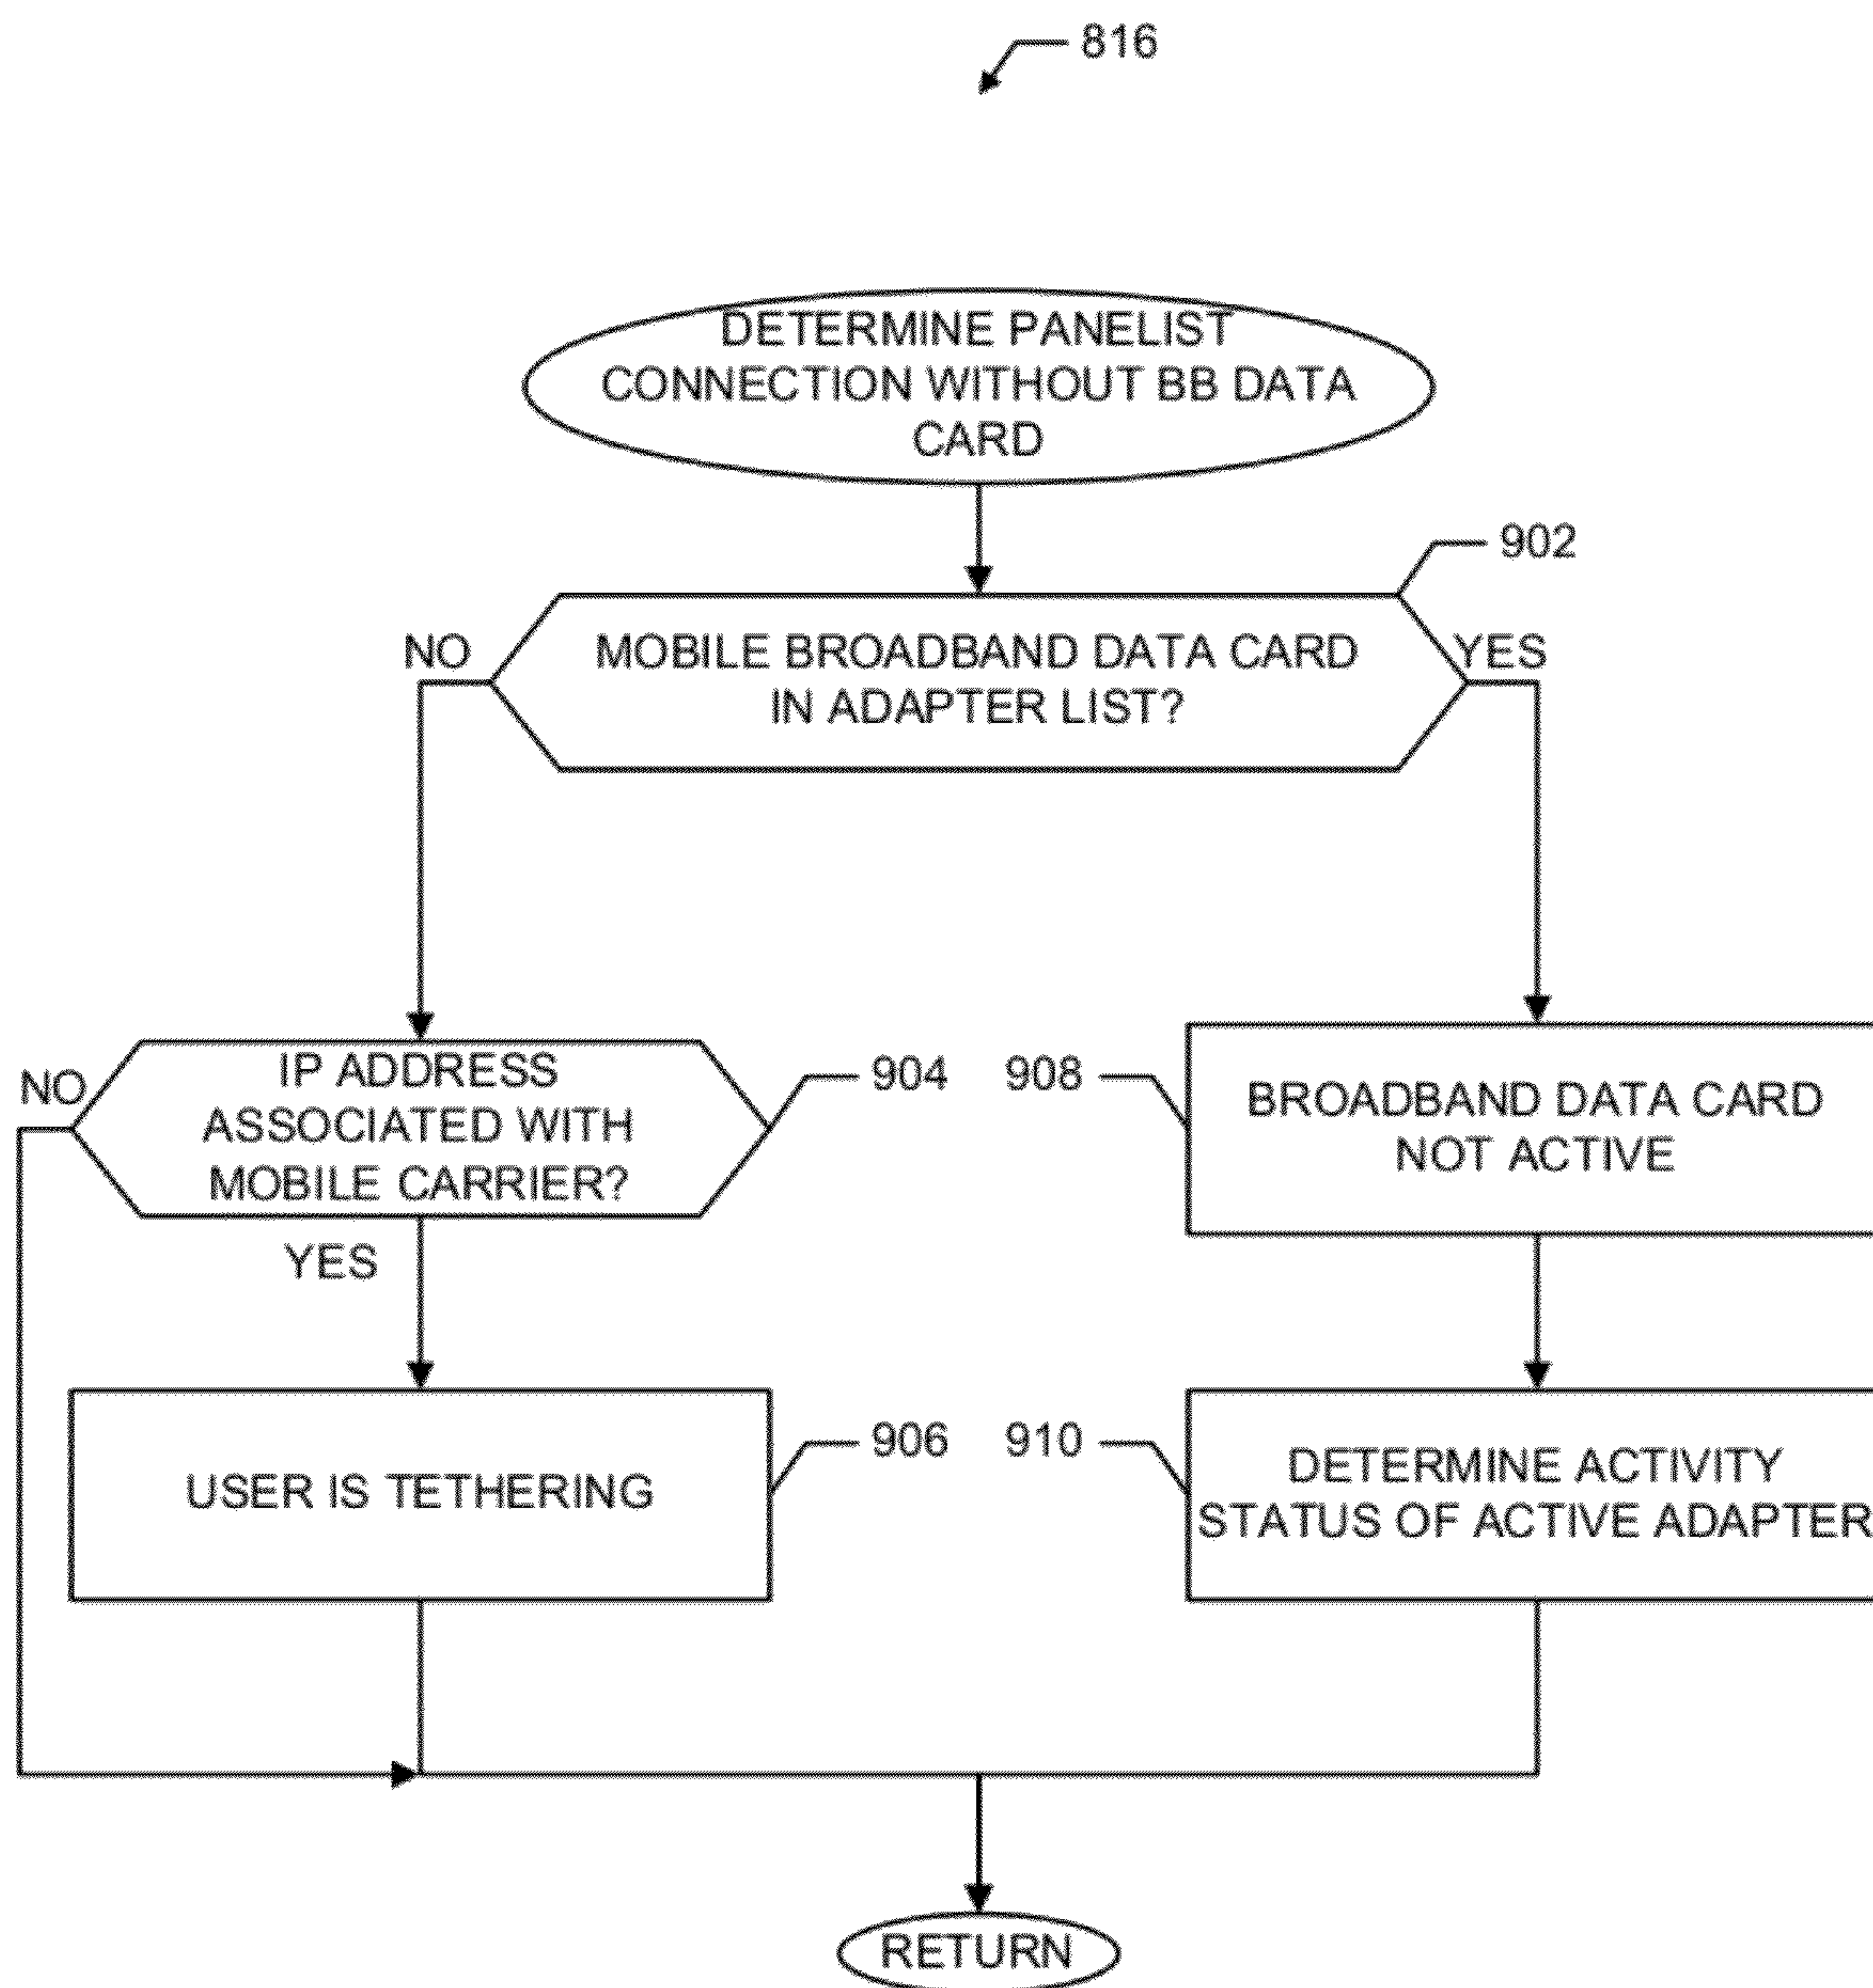 816
DETERMINE PANELIST
CONNECTION WITHOUT BB DATA
CARD
902
NO
MOBILE BROADBAND DATA CARD
IN ADAPTER LIST?
YES
NO
IP ADDRESS
ASSOCIATED WITH
MOBILE CARRIER?
904
908
BROADBAND DATA CARD
NOT ACTIVE
YES
USER IS TETHERING
906
910
DETERMINE ACTIVITY
STATUS OF ACTIVE ADAPTER
RETURN